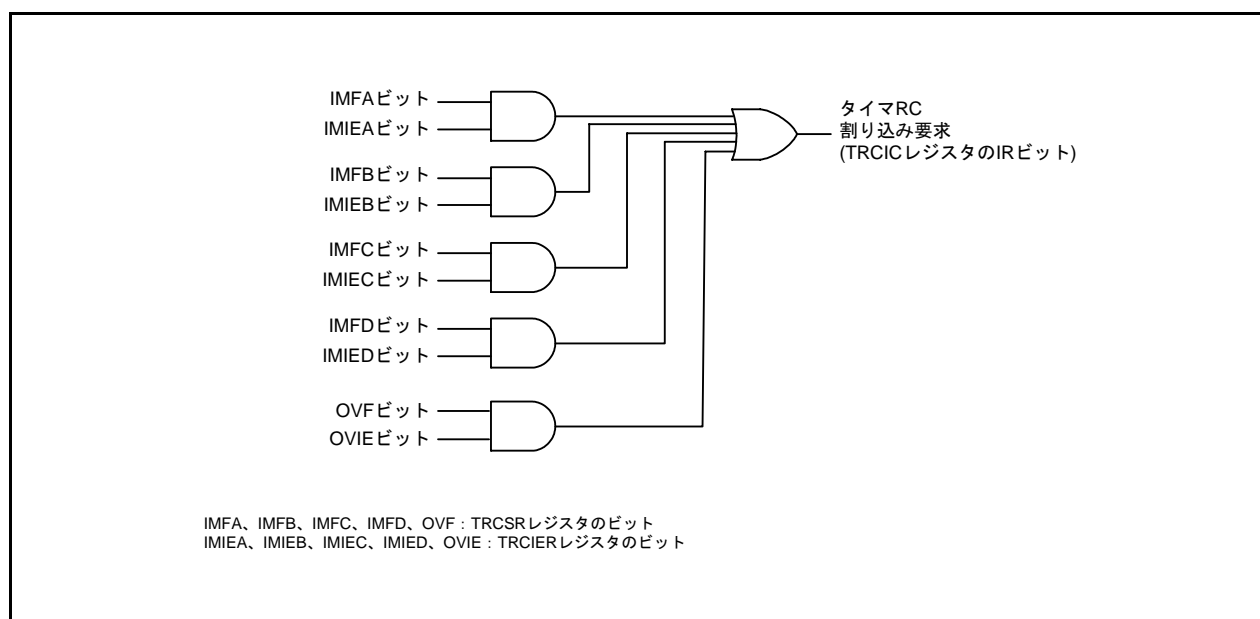 IMFAビット
IMIEAビット
IMFBビット
IMIEBビット
IMFCビット
IMIECビット
IMFDビット
IMIEDビット
OVFビット
OVIEビット
タイマRC
割り込み要求
(TRCICレジスタのIRビット)
IMFA、IMFB、IMFC、IMFD、OVF：TRCSRレジスタのビット
IMIEA、IMIEB、IMIEC、IMIED、OVIE：TRCIERレジスタのビット